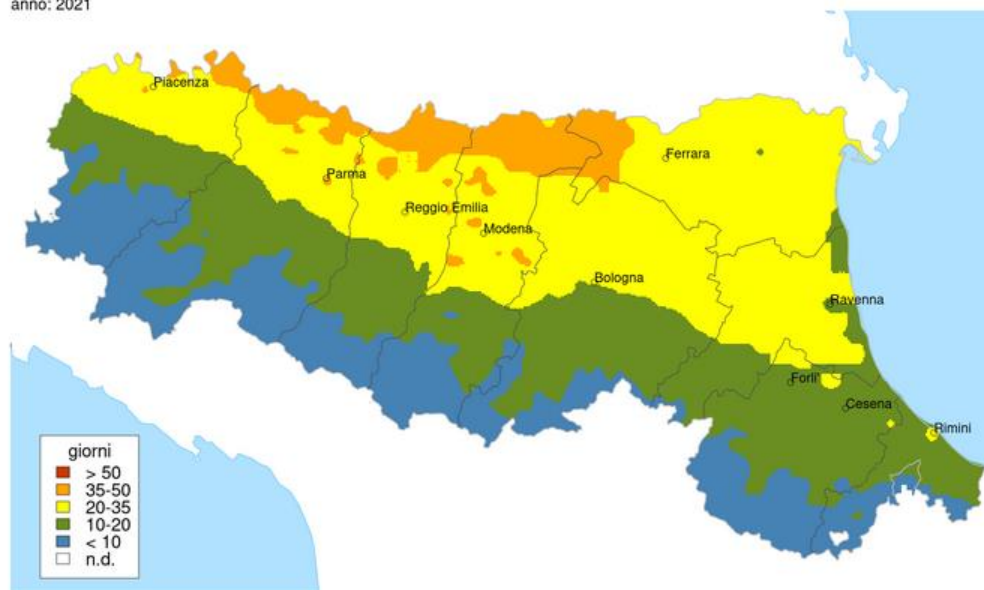 anno: 2021
Piacenza
Ferrara
Parma
Reggio Emilia
Modena
Bologna
Ravenna
Forli'
Cesena
Rimini
giorni
> 50
35-50
20-35
10-20
< 10
n.d.